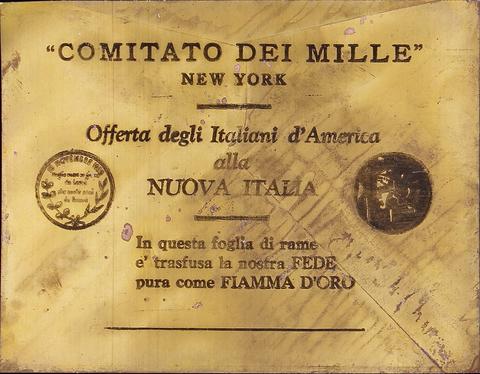 "COMITATO DEI MILLE"
NEW YORK
Offerta degli Italiani d'America
alla
NUOVA ITALIA
In questa foglia di rame
e' trasfusa la nostra FEDE
pura come FIAMMA D'ORO